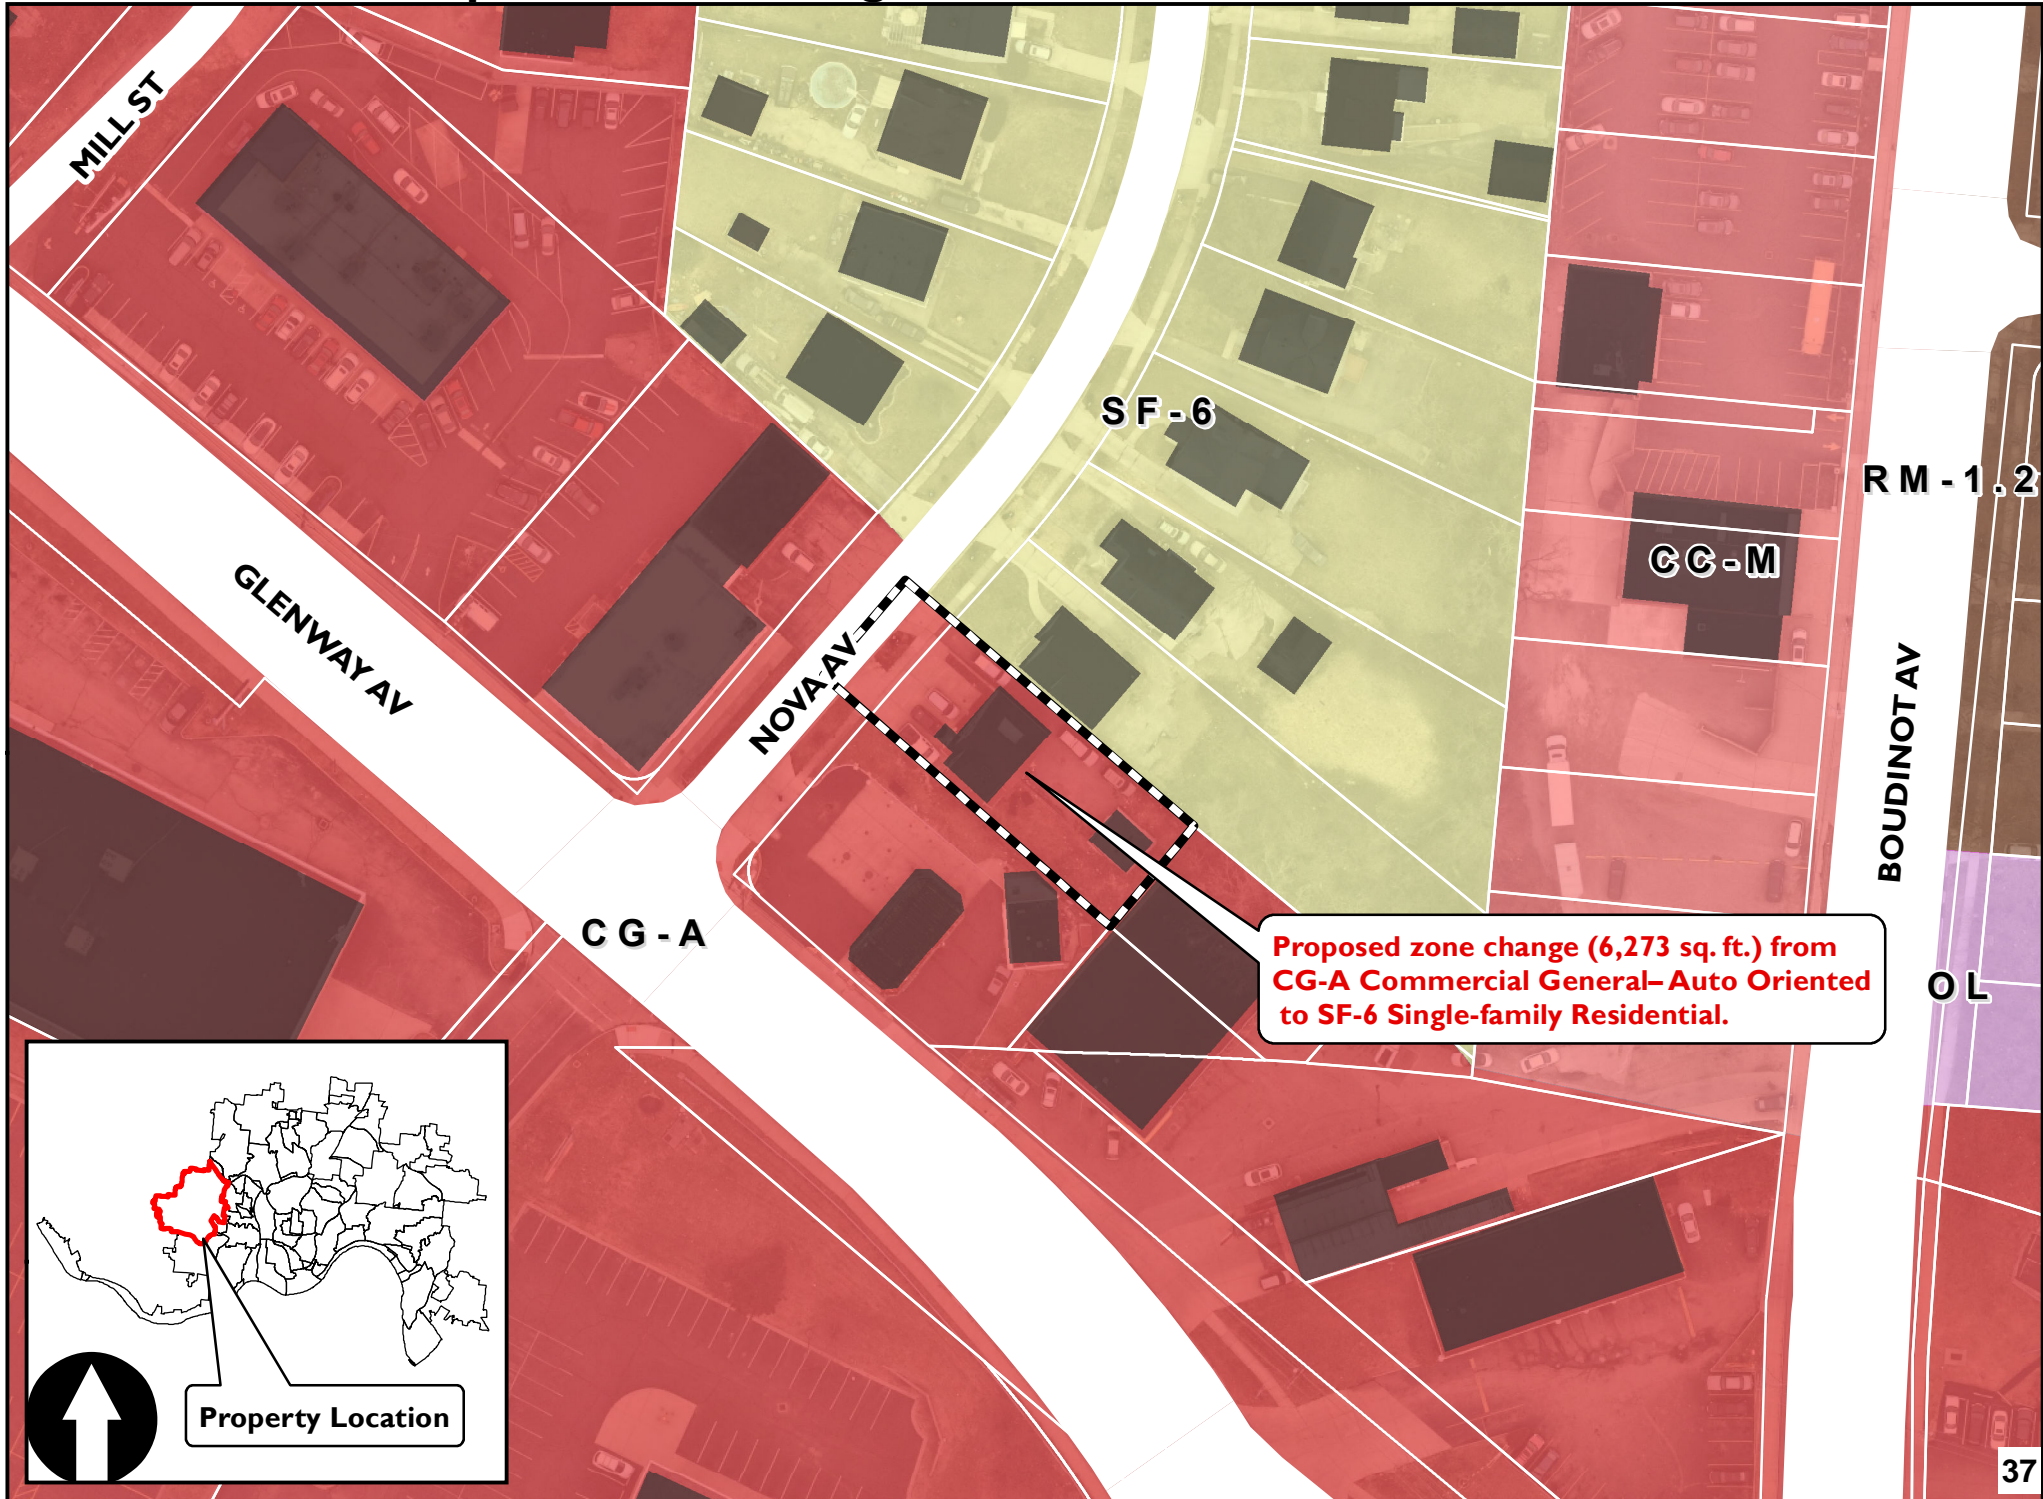 MILL ST
SF-6
RM-1.2
CC-M
GLENWAY AV
NOVA AV
BOUDINOT AV
CG-A
Proposed zone change (6,273 sq. ft.) from
CG-A Commercial General–Auto Oriented
to SF-6 Single-family Residential.
OL
Property Location
37